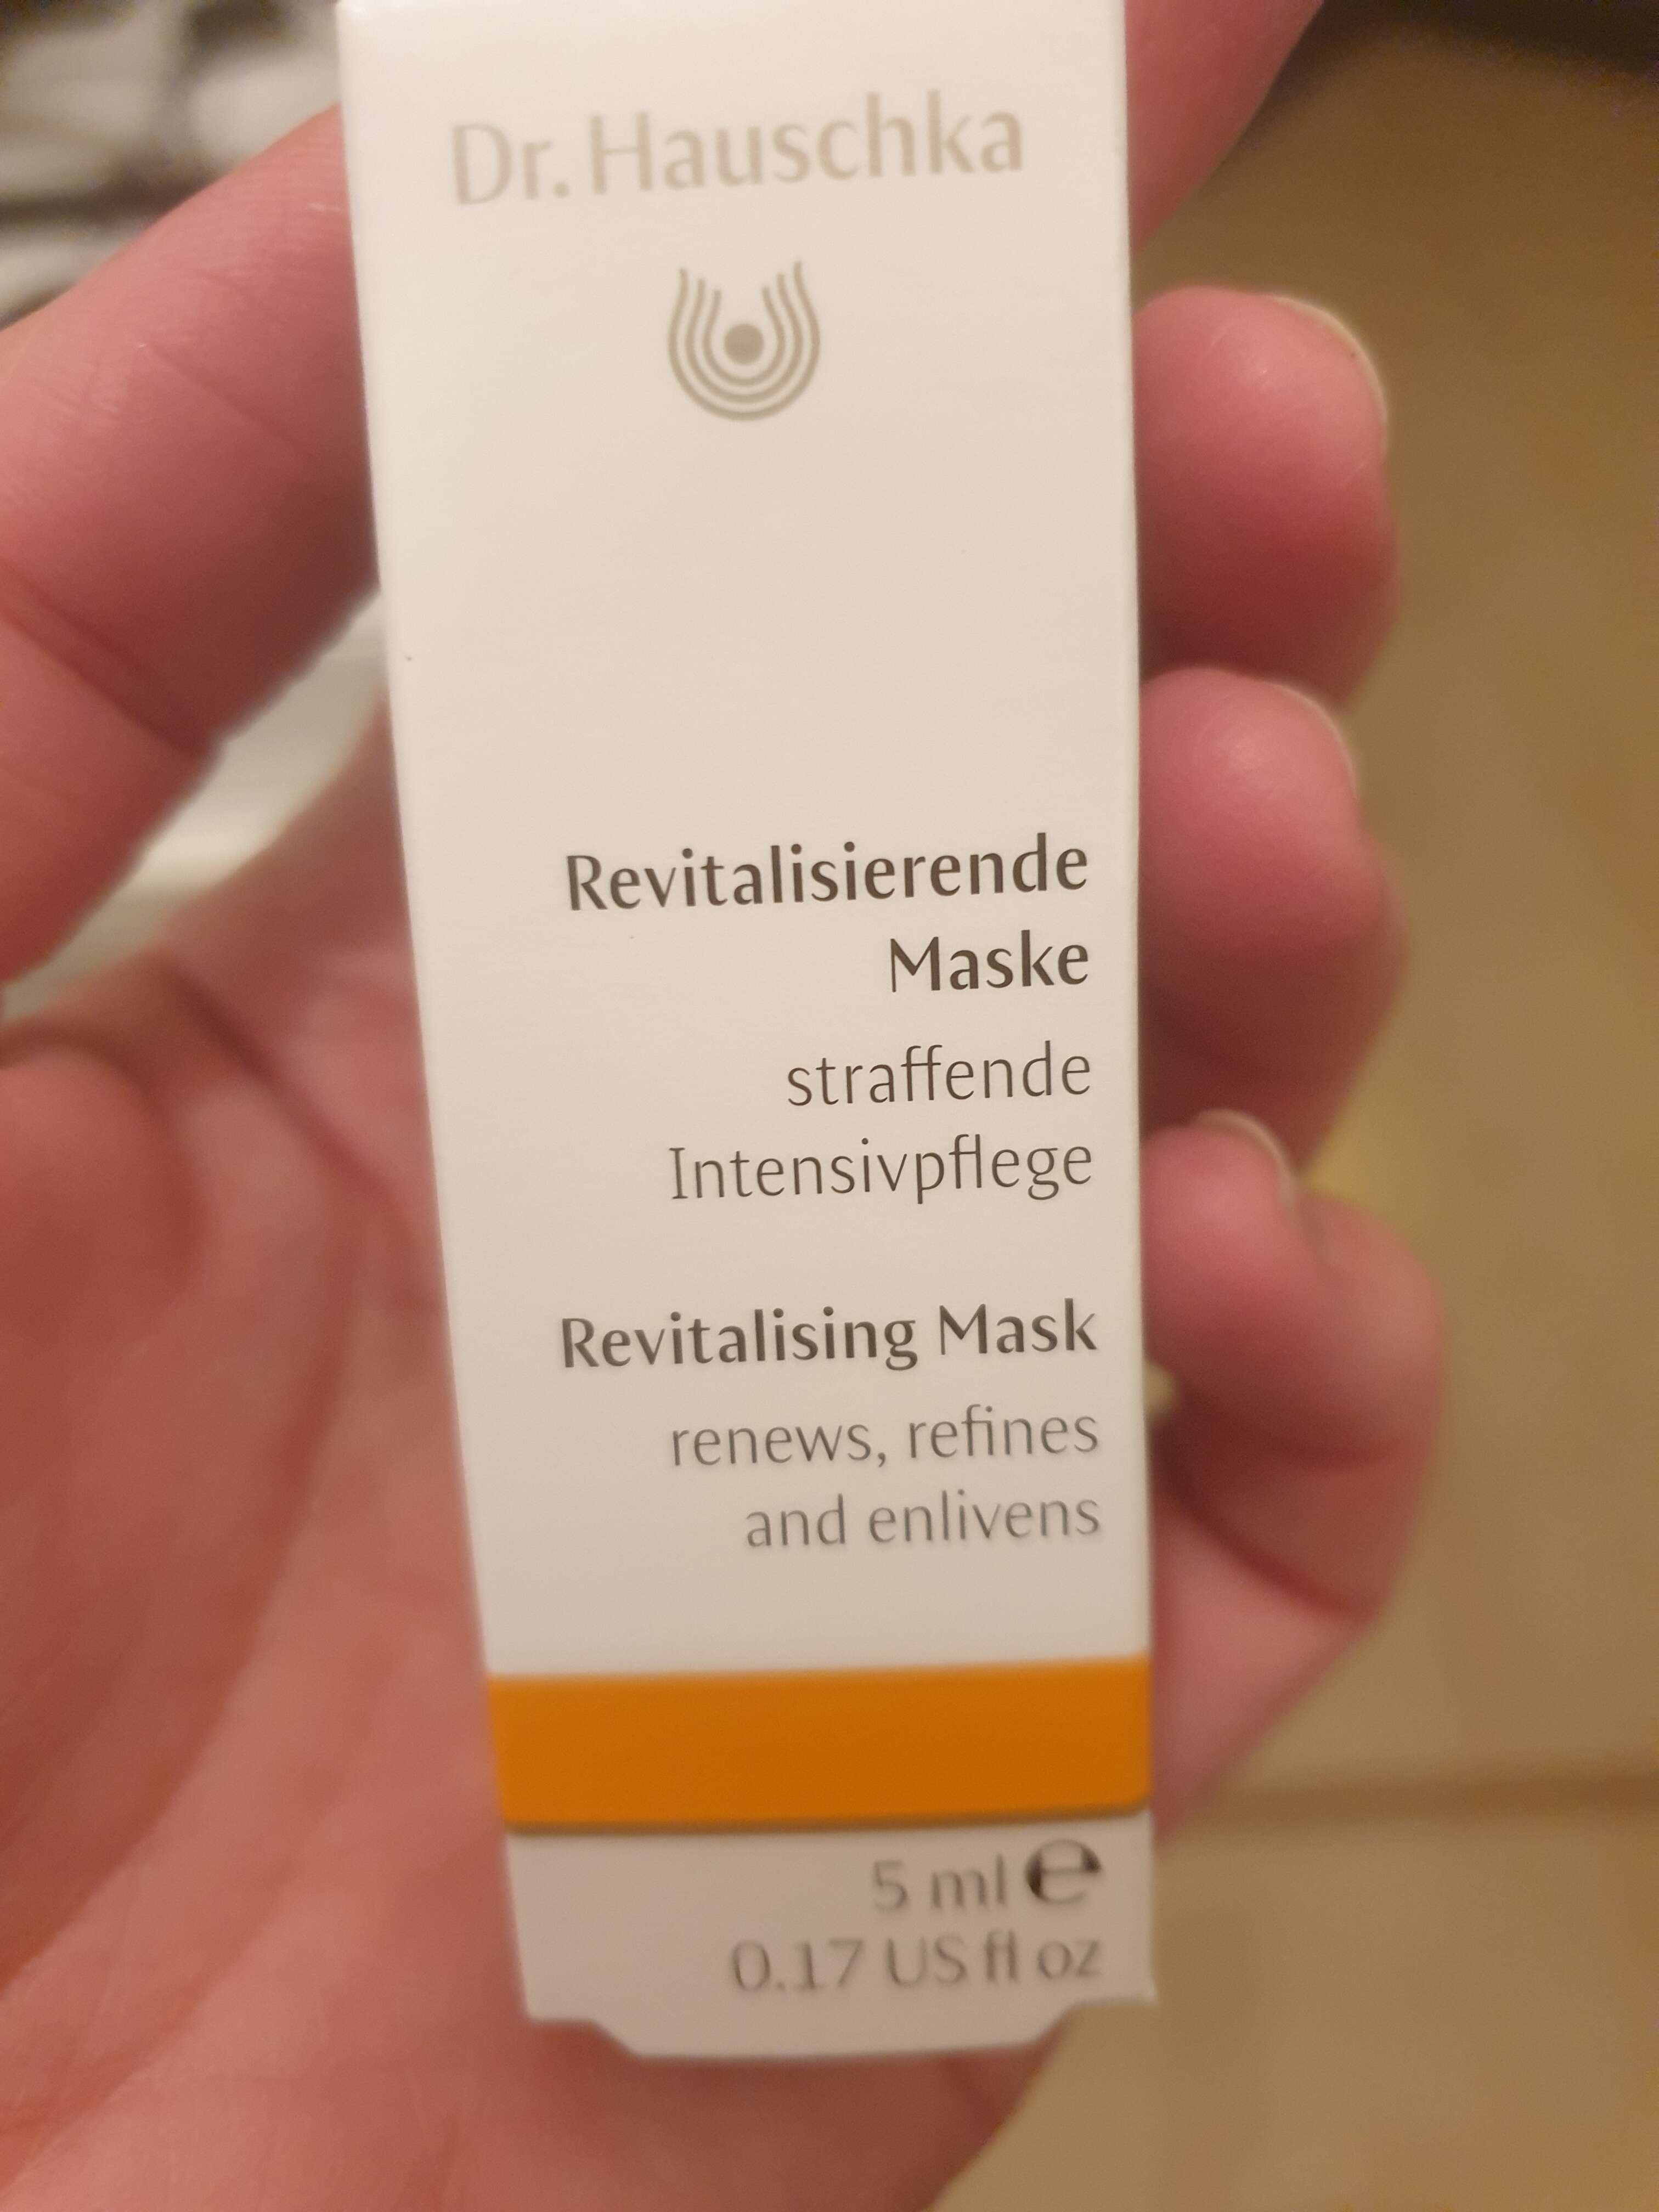 Dr. Hauschka
Revitalisierende
Maske
straffende
Intensivpflege
Revitalising Mask
renews, refines
and enlivens
5 ml ℮
0.17 US fl oz